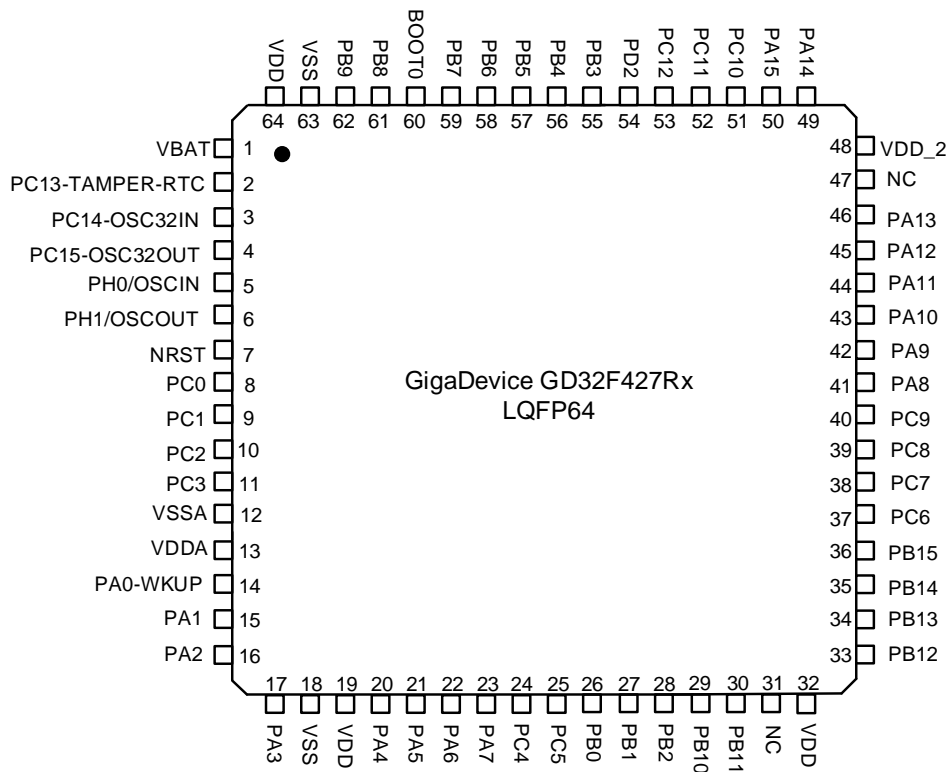 VDD VSS PB9 PB8 BOOT0 PB7 PB6 PB5 PB4 PB3 PD2 PC12 PC11 PC10 PA15 PA14
64 63 62 61 60 59 58 57 56 55 54 53 52 51 50 49
VBAT 1
PC13-TAMPER-RTC 2
PC14-OSC32IN 3
PC15-OSC32OUT 4
PH0/OSCIN 5
PH1/OSCOUT 6
NRST 7
PC0 8
PC1 9
PC2 10
PC3 11
VSSA 12
VDDA 13
PA0-WKUP 14
PA1 15
PA2 16
GigaDevice GD32F427Rx
LQFP64
48 VDD_2
47 NC
46 PA13
45 PA12
44 PA11
43 PA10
42 PA9
41 PA8
40 PC9
39 PC8
38 PC7
37 PC6
36 PB15
35 PB14
34 PB13
33 PB12
17 18 19 20 21 22 23 24 25 26 27 28 29 30 31 32
PA3 VSS VDD PA4 PA5 PA6 PA7 PC4 PC5 PB0 PB1 PB2 PB10 PB11 NC VDD